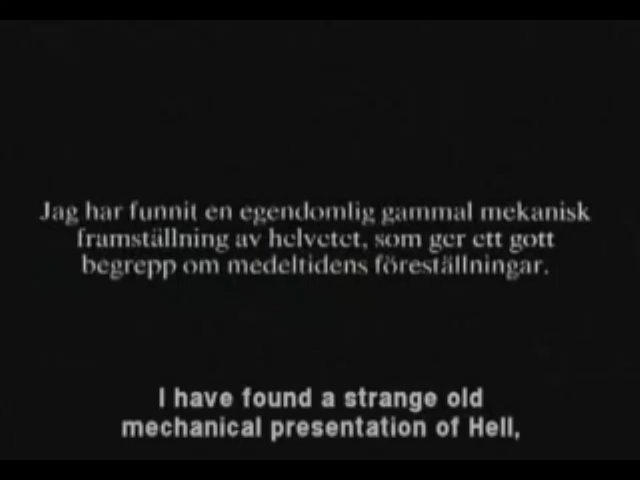 Jag har funnit en egendomlig gammal mekanisk
framställning av helvetet, som ger ett gott
begrepp om medeltidens föreställningar.
I have found a strange old
mechanical presentation of Hell,